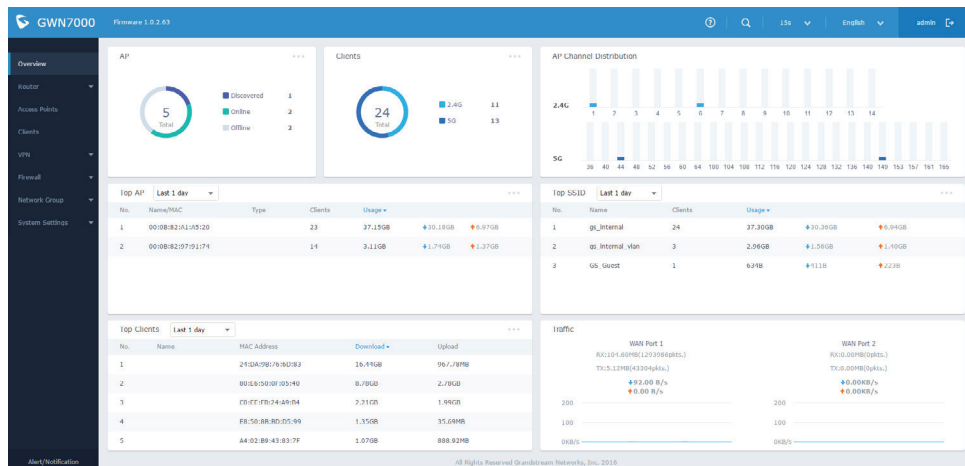 GWN7000 Firmware 1.0.2.63 15s English admin
Overview
Router
Access Points
Clients
VPN
Firewall
Network Group
System Settings
Alert/Notification
AP
5
Total
Discovered 1
Online 2
Offline 2
Clients
24
Total
2.4G 11
5G 13
AP Channel Distribution
2.4G
1 2 3 4 5 6 7 8 9 10 11 12 13 14
5G
36 40 44 48 52 56 60 64 100 104 108 112 116 120 124 128 132 136 140 149 153 157 161 165
Top AP Last 1 day
No. Name/MAC Type Clients Usage
1 00:0B:82:A1:A5:20 23 37.15GB 30.18GB 6.97GB
2 00:0B:82:97:91:74 14 3.11GB 1.74GB 1.37GB
Top SSID Last 1 day
No. Name Clients Usage
1 gs_internal 24 37.30GB 30.36GB 6.94GB
2 gs_internal_vlan 3 2.96GB 1.56GB 1.40GB
3 GS_Guest 1 634B 411B 223B
Top Clients Last 1 day
No. Name MAC Address Download Upload
1 24:DA:9B:76:6D:83 16.44GB 967.78MB
2 80:E6:50:0F:05:40 8.78GB 2.78GB
3 C0:EE:FB:24:A9:04 2.21GB 1.99GB
4 E8:50:8B:BD:D5:99 1.35GB 35.69MB
5 A4:02:B9:43:83:7F 1.07GB 888.92MB
Traffic
WAN Port 1
RX:104.80MB(1293986pkts.)
TX:5.12MB(43304pkts.)
92.00 B/s
0.00 B/s
200
100
0KB/s
WAN Port 2
RX:0.00MB(0pkts.)
TX:0.00MB(0pkts.)
0.00KB/s
0.00KB/s
200
100
0KB/s
All Rights Reserved Grandstream Networks, Inc. 2016